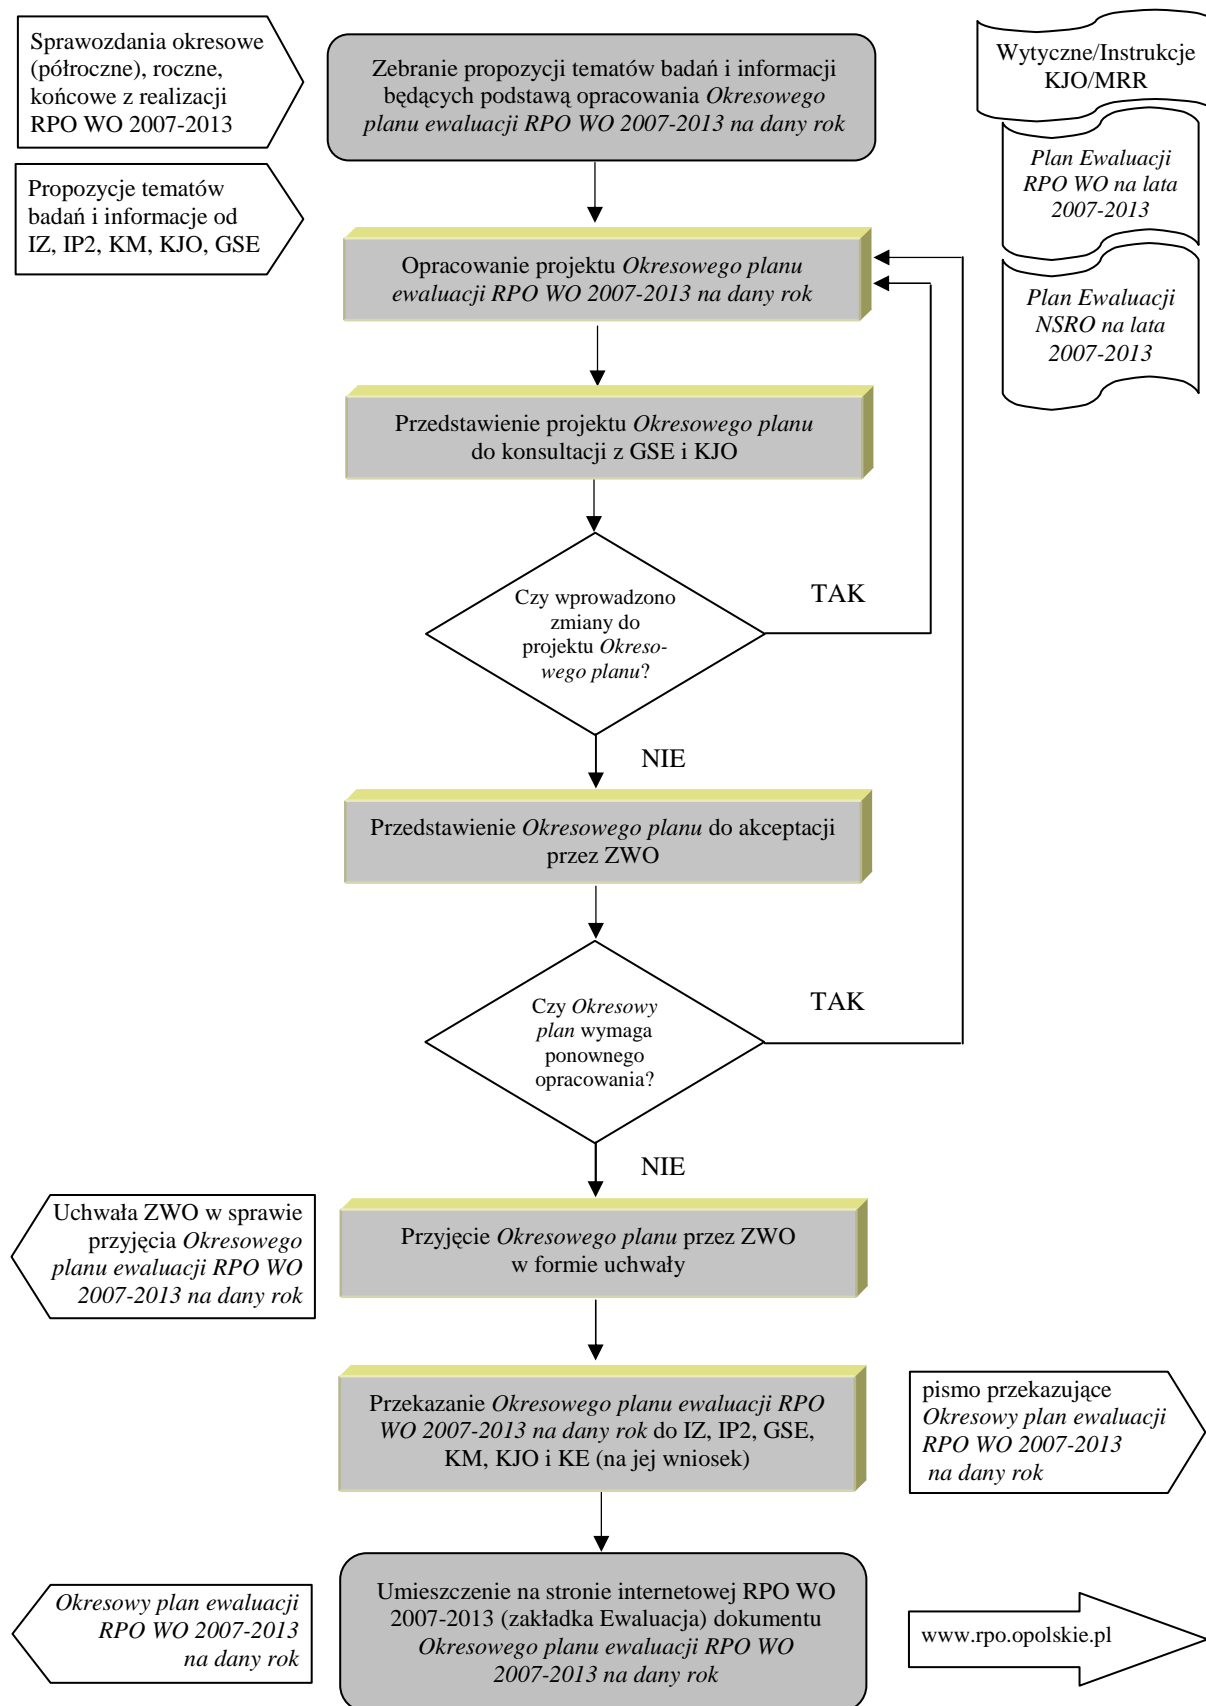 Sprawozdania okresowe
(półroczne), roczne,
końcowe z realizacji
RPO WO 2007-2013
Zebranie propozycji tematów badań i informacji
będących podstawą opracowania Okresowego
planu ewaluacji RPO WO 2007-2013 na dany rok
Wytyczne/Instrukcje
KJO/MRR
Propozycje tematów
badań i informacje od
IZ, IP2, KM, KJO, GSE
Plan Ewaluacji
RPO WO na lata
2007-2013
Opracowanie projektu Okresowego planu
ewaluacji RPO WO 2007-2013 na dany rok
Plan Ewaluacji
NSRO na lata
2007-2013
Przedstawienie projektu Okresowego planu
do konsultacji z GSE i KJO
Czy wprowadzono
zmiany do
projektu Okreso-
wego planu?
TAK
NIE
Przedstawienie Okresowego planu do akceptacji
przez ZWO
Czy Okresowy
plan wymaga
ponownego
opracowania?
TAK
NIE
Uchwała ZWO w sprawie
przyjęcia Okresowego
planu ewaluacji RPO WO
2007-2013 na dany rok
Przyjęcie Okresowego planu przez ZWO
w formie uchwały
Przekazanie Okresowego planu ewaluacji RPO
WO 2007-2013 na dany rok do IZ, IP2, GSE,
KM, KJO i KE (na jej wniosek)
pismo przekazujące
Okresowy plan ewaluacji
RPO WO 2007-2013
na dany rok
Okresowy plan ewaluacji
RPO WO 2007-2013
na dany rok
Umieszczenie na stronie internetowej RPO WO
2007-2013 (zakładka Ewaluacja) dokumentu
Okresowego planu ewaluacji RPO WO
2007-2013 na dany rok
www.rpo.opolskie.pl